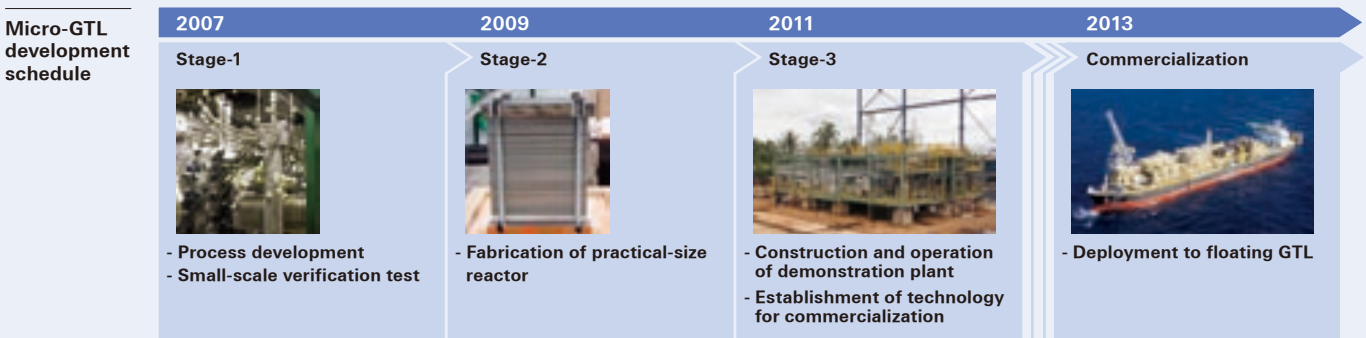 Micro-GTL
development
schedule
2007
2009
2011
2013
Stage-1
Stage-2
Stage-3
Commercialization
- Process development
- Small-scale verification test
- Fabrication of practical-size
reactor
- Construction and operation
of demonstration plant
- Establishment of technology
for commercialization
- Deployment to floating GTL